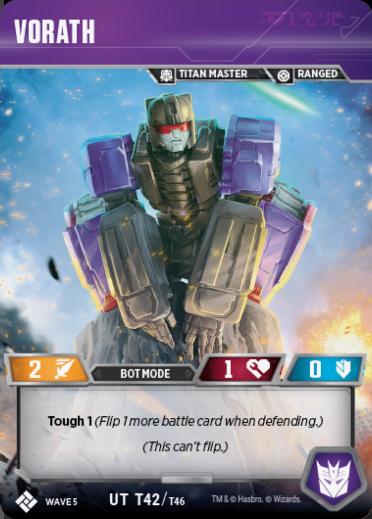 VORATH
TITAN MASTER RANGED
2 BOT MODE 1 0
Tough 1 (Flip 1 more battle card when defending.)
(This can't flip.)
WAVE 5 UT T42/T46 TM & © Hasbro. © Wizards.